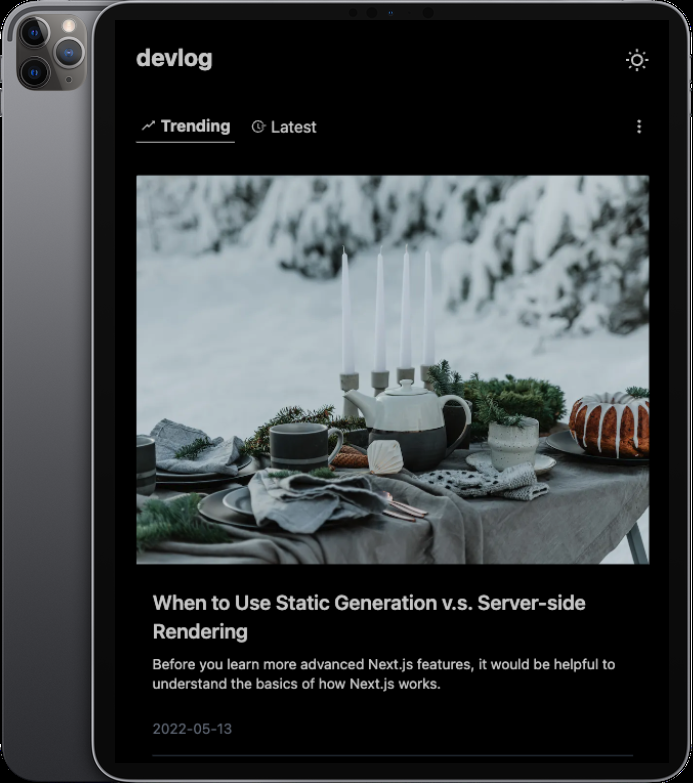 devlog
Trending
Latest
When to Use Static Generation v.s. Server-side
Rendering
Before you learn more advanced Next.js features, it would be helpful to
understand the basics of how Next.js works.
2022-05-13